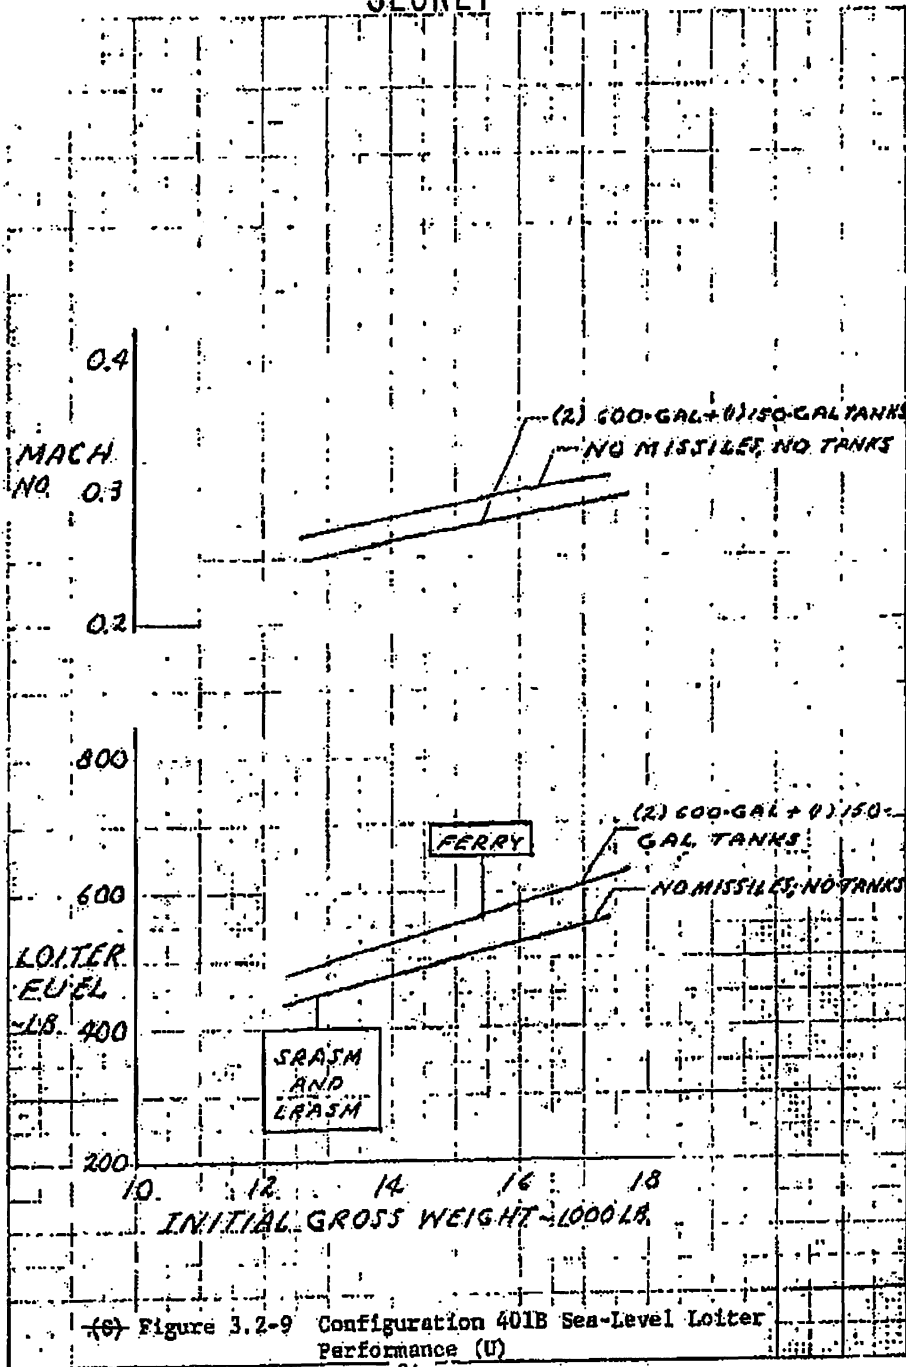 SECRET
0.4
(2) 600-GAL+(1)150-GAL TANKS
MACH
NO.
NO MISSILES, NO TANKS
0.3
0.2
800
(2) 600-GAL + (1) 150-
GAL TANKS
FERRY
600
NO MISSILES, NO TANKS
LOITER
FUEL
~LB.
400
SRASM
AND
LRASM
200
10 12 14 16 18
INITIAL GROSS WEIGHT ~1000 LB.
(S) Figure 3.2-9 Configuration 401B Sea-Level Loiter
Performance (U)